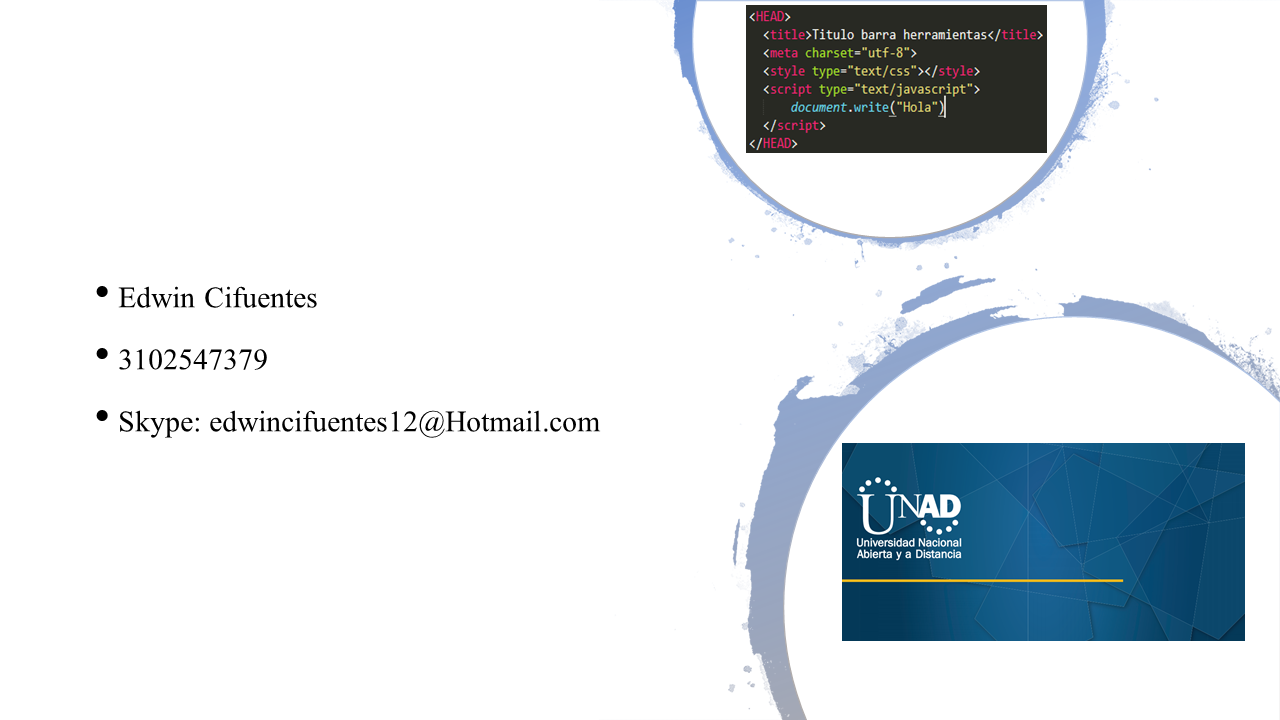 <HEAD>
<title>Titulo barra herramientas</title>
<meta charset="utf-8">
<style type="text/css"></style>
<script type="text/javascript">
document.write("Hola")
</script>
</HEAD>
• Edwin Cifuentes
• 3102547379
• Skype: edwincifuentes12@Hotmail.com
UNAD
Universidad Nacional
Abierta y a Distancia